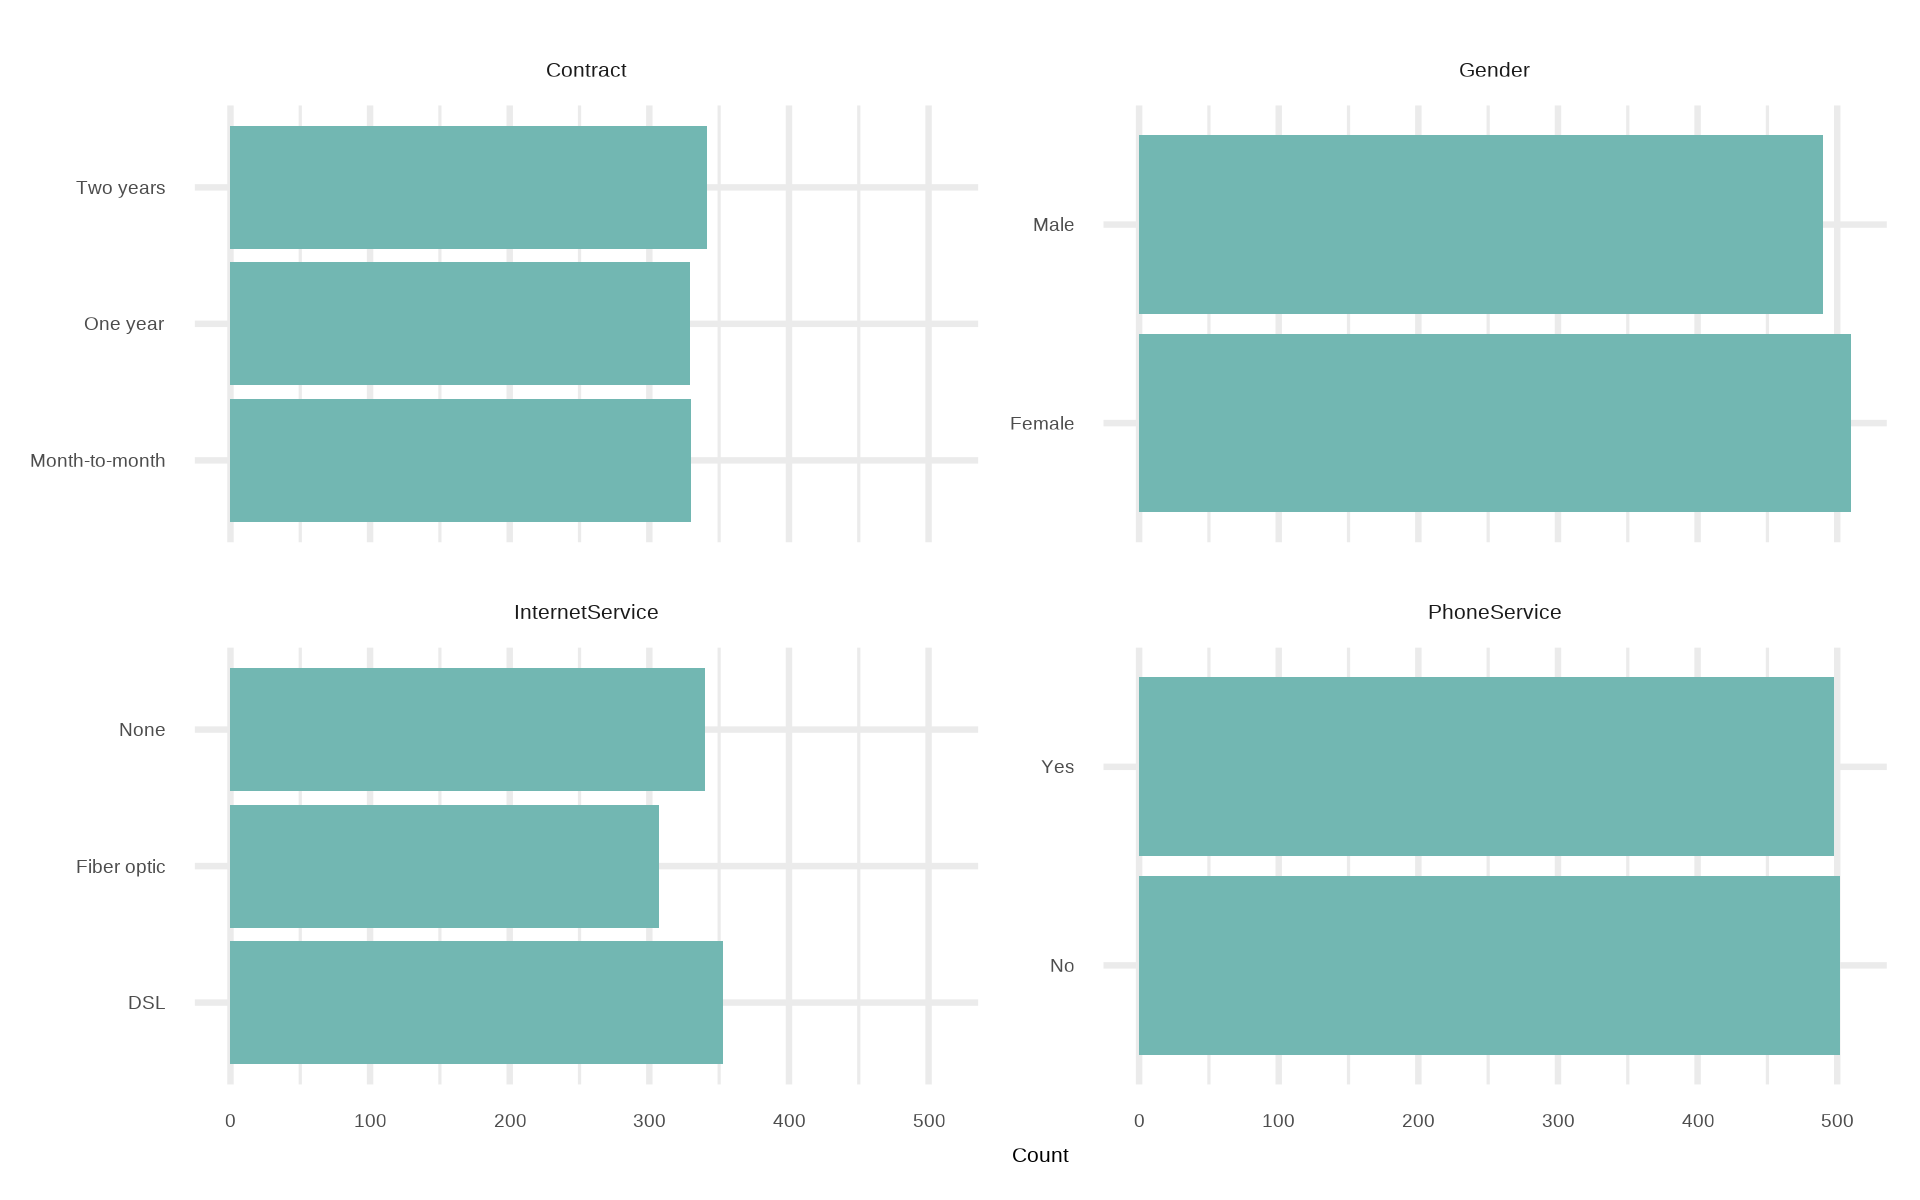 Contract
Two years
One year
Month-to-month
Gender
Male
Female
InternetService
None
Fiber optic
DSL
0 100 200 300 400 500
PhoneService
Yes
No
0 100 200 300 400 500
Count